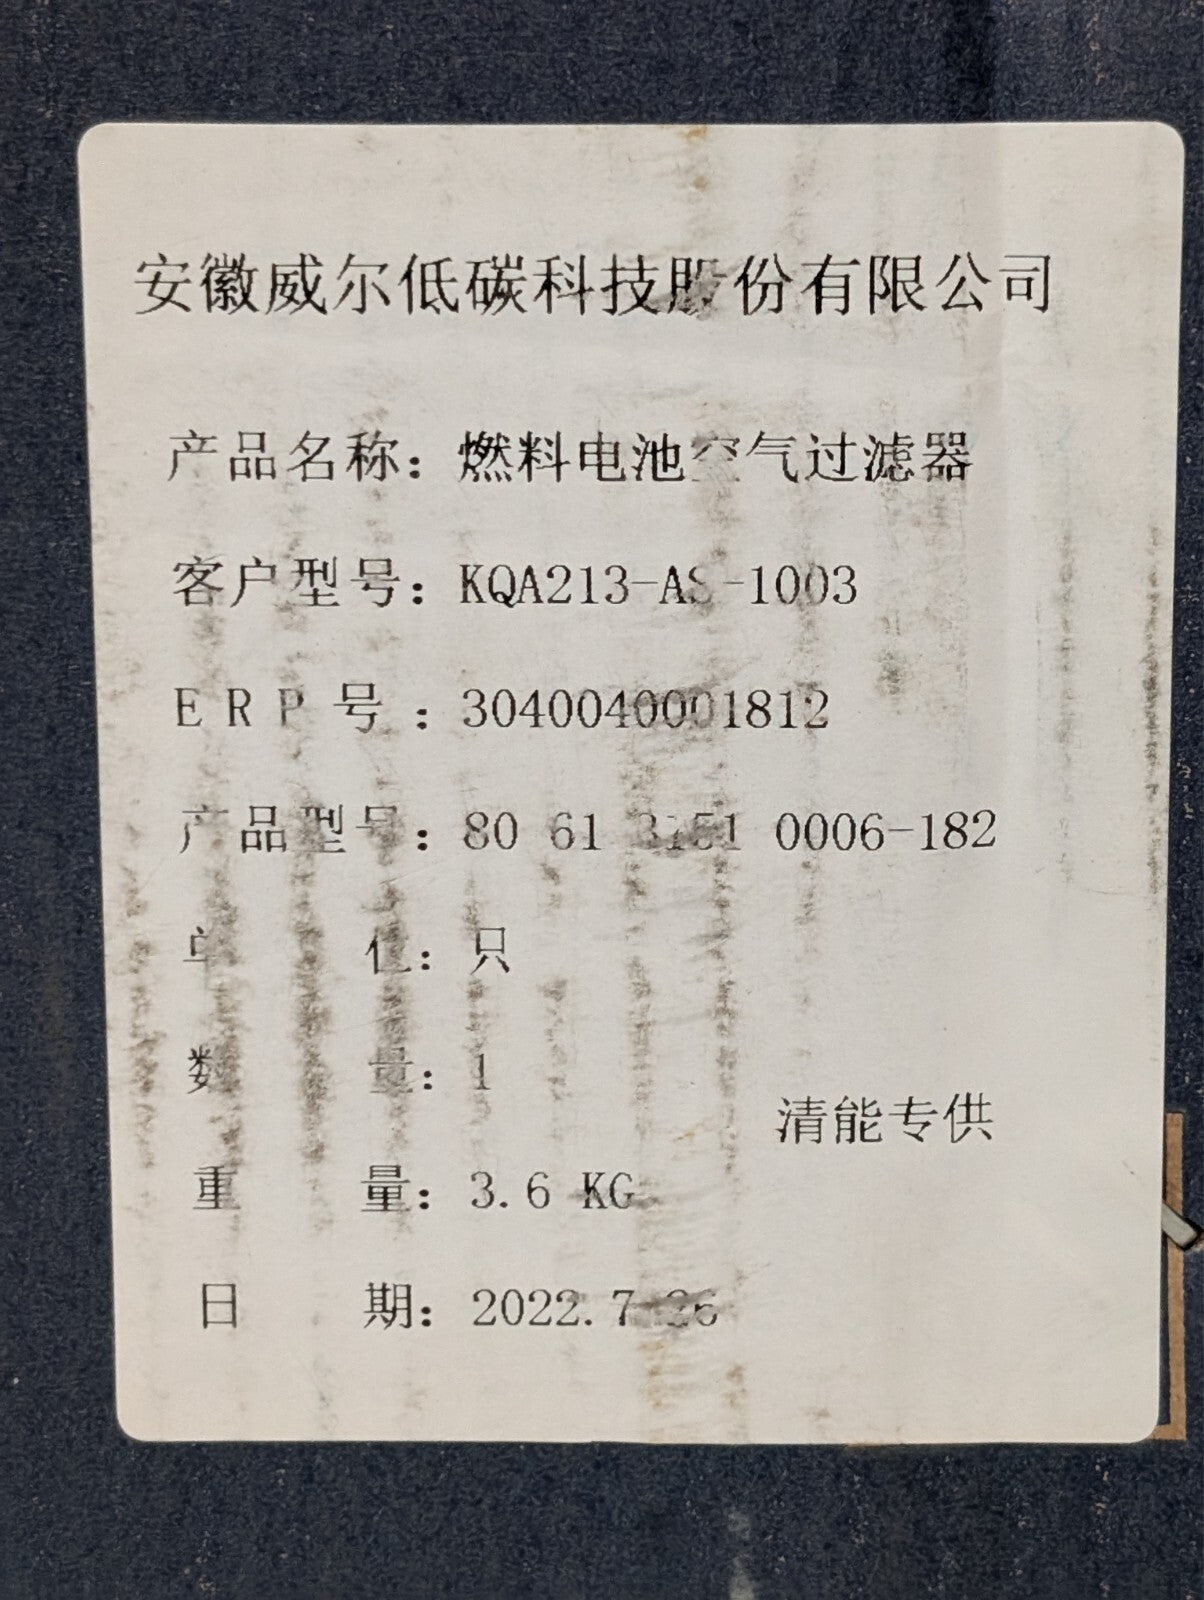 安徽威尔低碳科技股份有限公司
产品名称：燃料电池空气过滤器
客户型号：KQA213-AS-1003
ERP号：3040040001812
产品型号：80 61 0006-182
单位：只
数量：1
清能专供
重量：3.6 KG
日期：2022.7